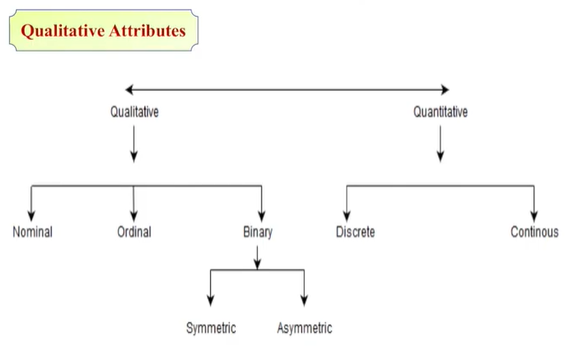 Qualitative Attributes
Qualitative Quantitative
Nominal Ordinal Binary Discrete Continous
Symmetric Asymmetric